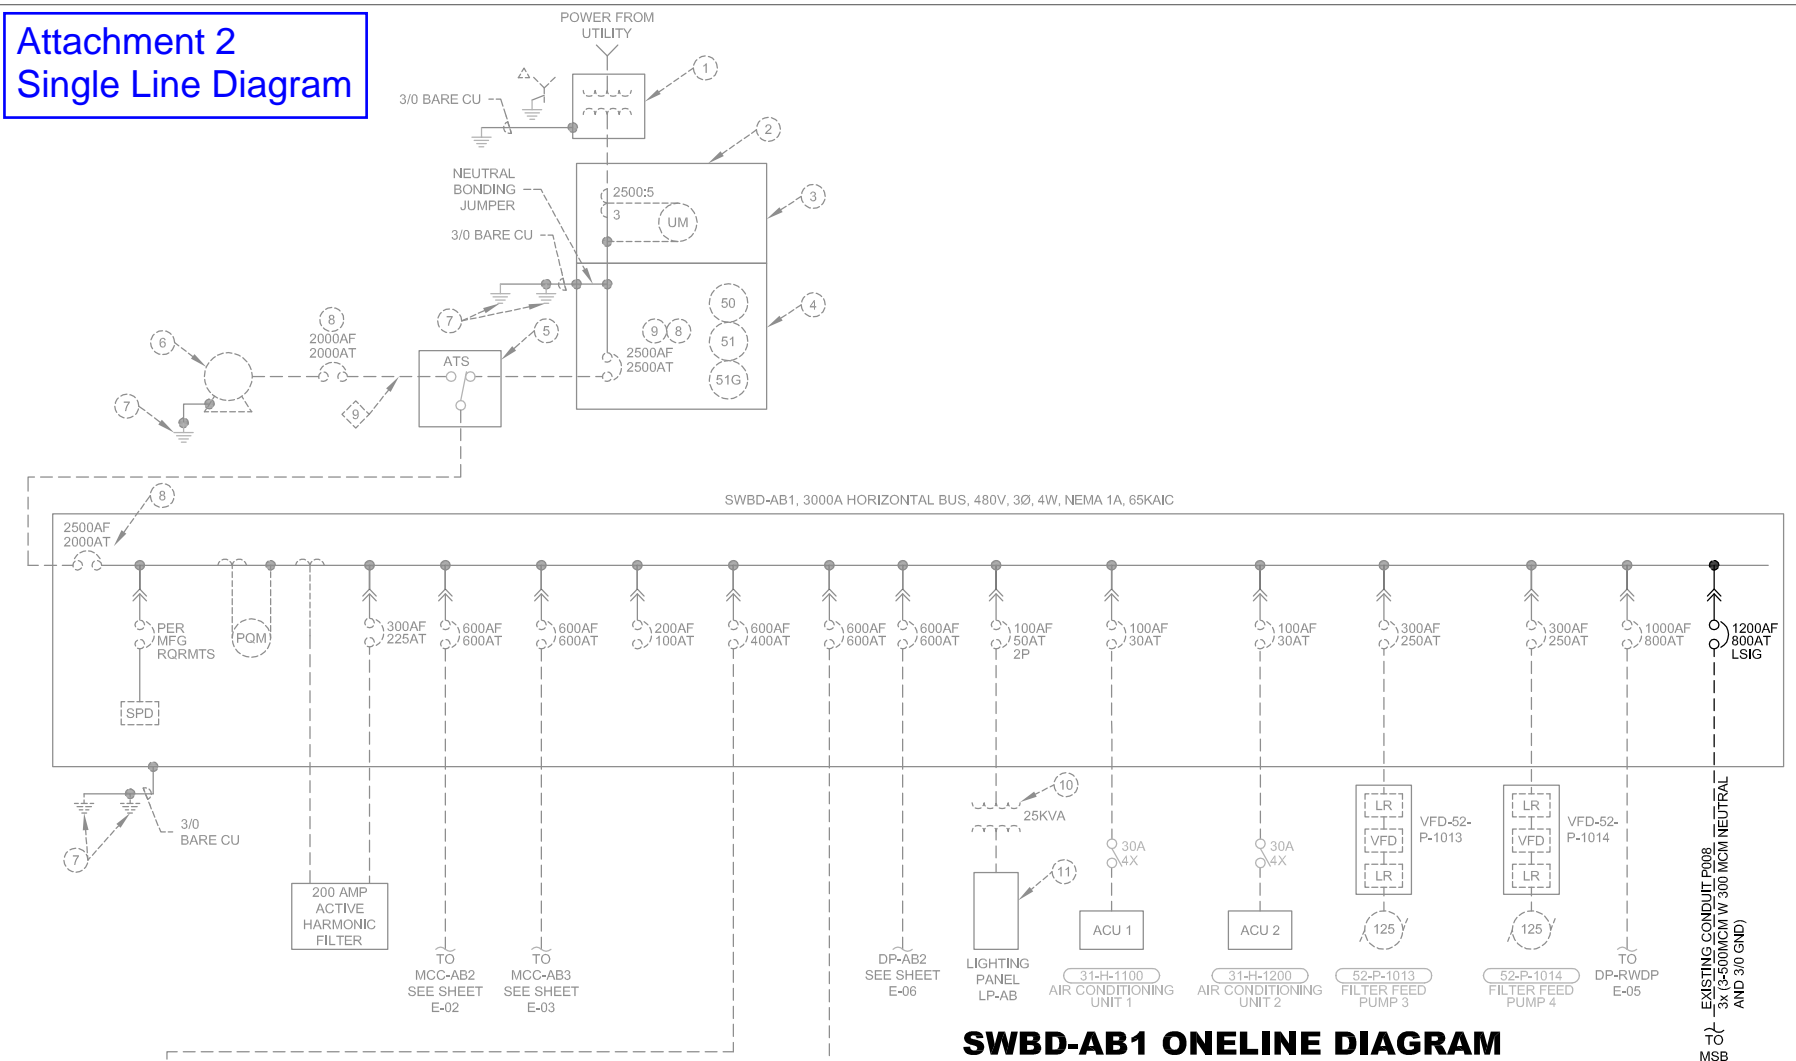 Attachment 2
Single Line Diagram
POWER FROM
UTILITY
1
3/0 BARE CU
2
NEUTRAL
BONDING
JUMPER
2500:5
3
UM
3
3/0 BARE CU
50
4
7
8
2000AF
2000AT
5
9
8
51
6
ATS
2500AF
2500AT
51G
7
9
8
SWBD-AB1, 3000A HORIZONTAL BUS, 480V, 3Ø, 4W, NEMA 1A, 65KAIC
2500AF
2000AT
PER
MFG
RQRMTS
PQM
300AF
225AT
600AF
600AT
600AF
600AT
200AF
100AT
600AF
400AT
600AF
600AT
600AF
600AT
100AF
50AT
2P
100AF
30AT
100AF
30AT
300AF
250AT
300AF
250AT
1000AF
800AT
1200AF
800AT
LSIG
SPD
3/0
BARE CU
7
10
25KVA
11
30A
4X
30A
4X
LR
VFD
LR
VFD-52-
P-1013
LR
VFD
LR
VFD-52-
P-1014
EXISTING CONDUIT P008
3x (3-500MCM W 300 MCM NEUTRAL
AND 3/0 GND)
200 AMP
ACTIVE
HARMONIC
FILTER
ACU 1
ACU 2
125
125
TO
MCC-AB2
SEE SHEET
E-02
TO
MCC-AB3
SEE SHEET
E-03
DP-AB2
SEE SHEET
E-06
LIGHTING
PANEL
LP-AB
31-H-1100
AIR CONDITIONING
UNIT 1
31-H-1200
AIR CONDITIONING
UNIT 2
52-P-1013
FILTER FEED
PUMP 3
52-P-1014
FILTER FEED
PUMP 4
TO
DP-RWDP
E-05
TO
MSB
SWBD-AB1 ONELINE DIAGRAM